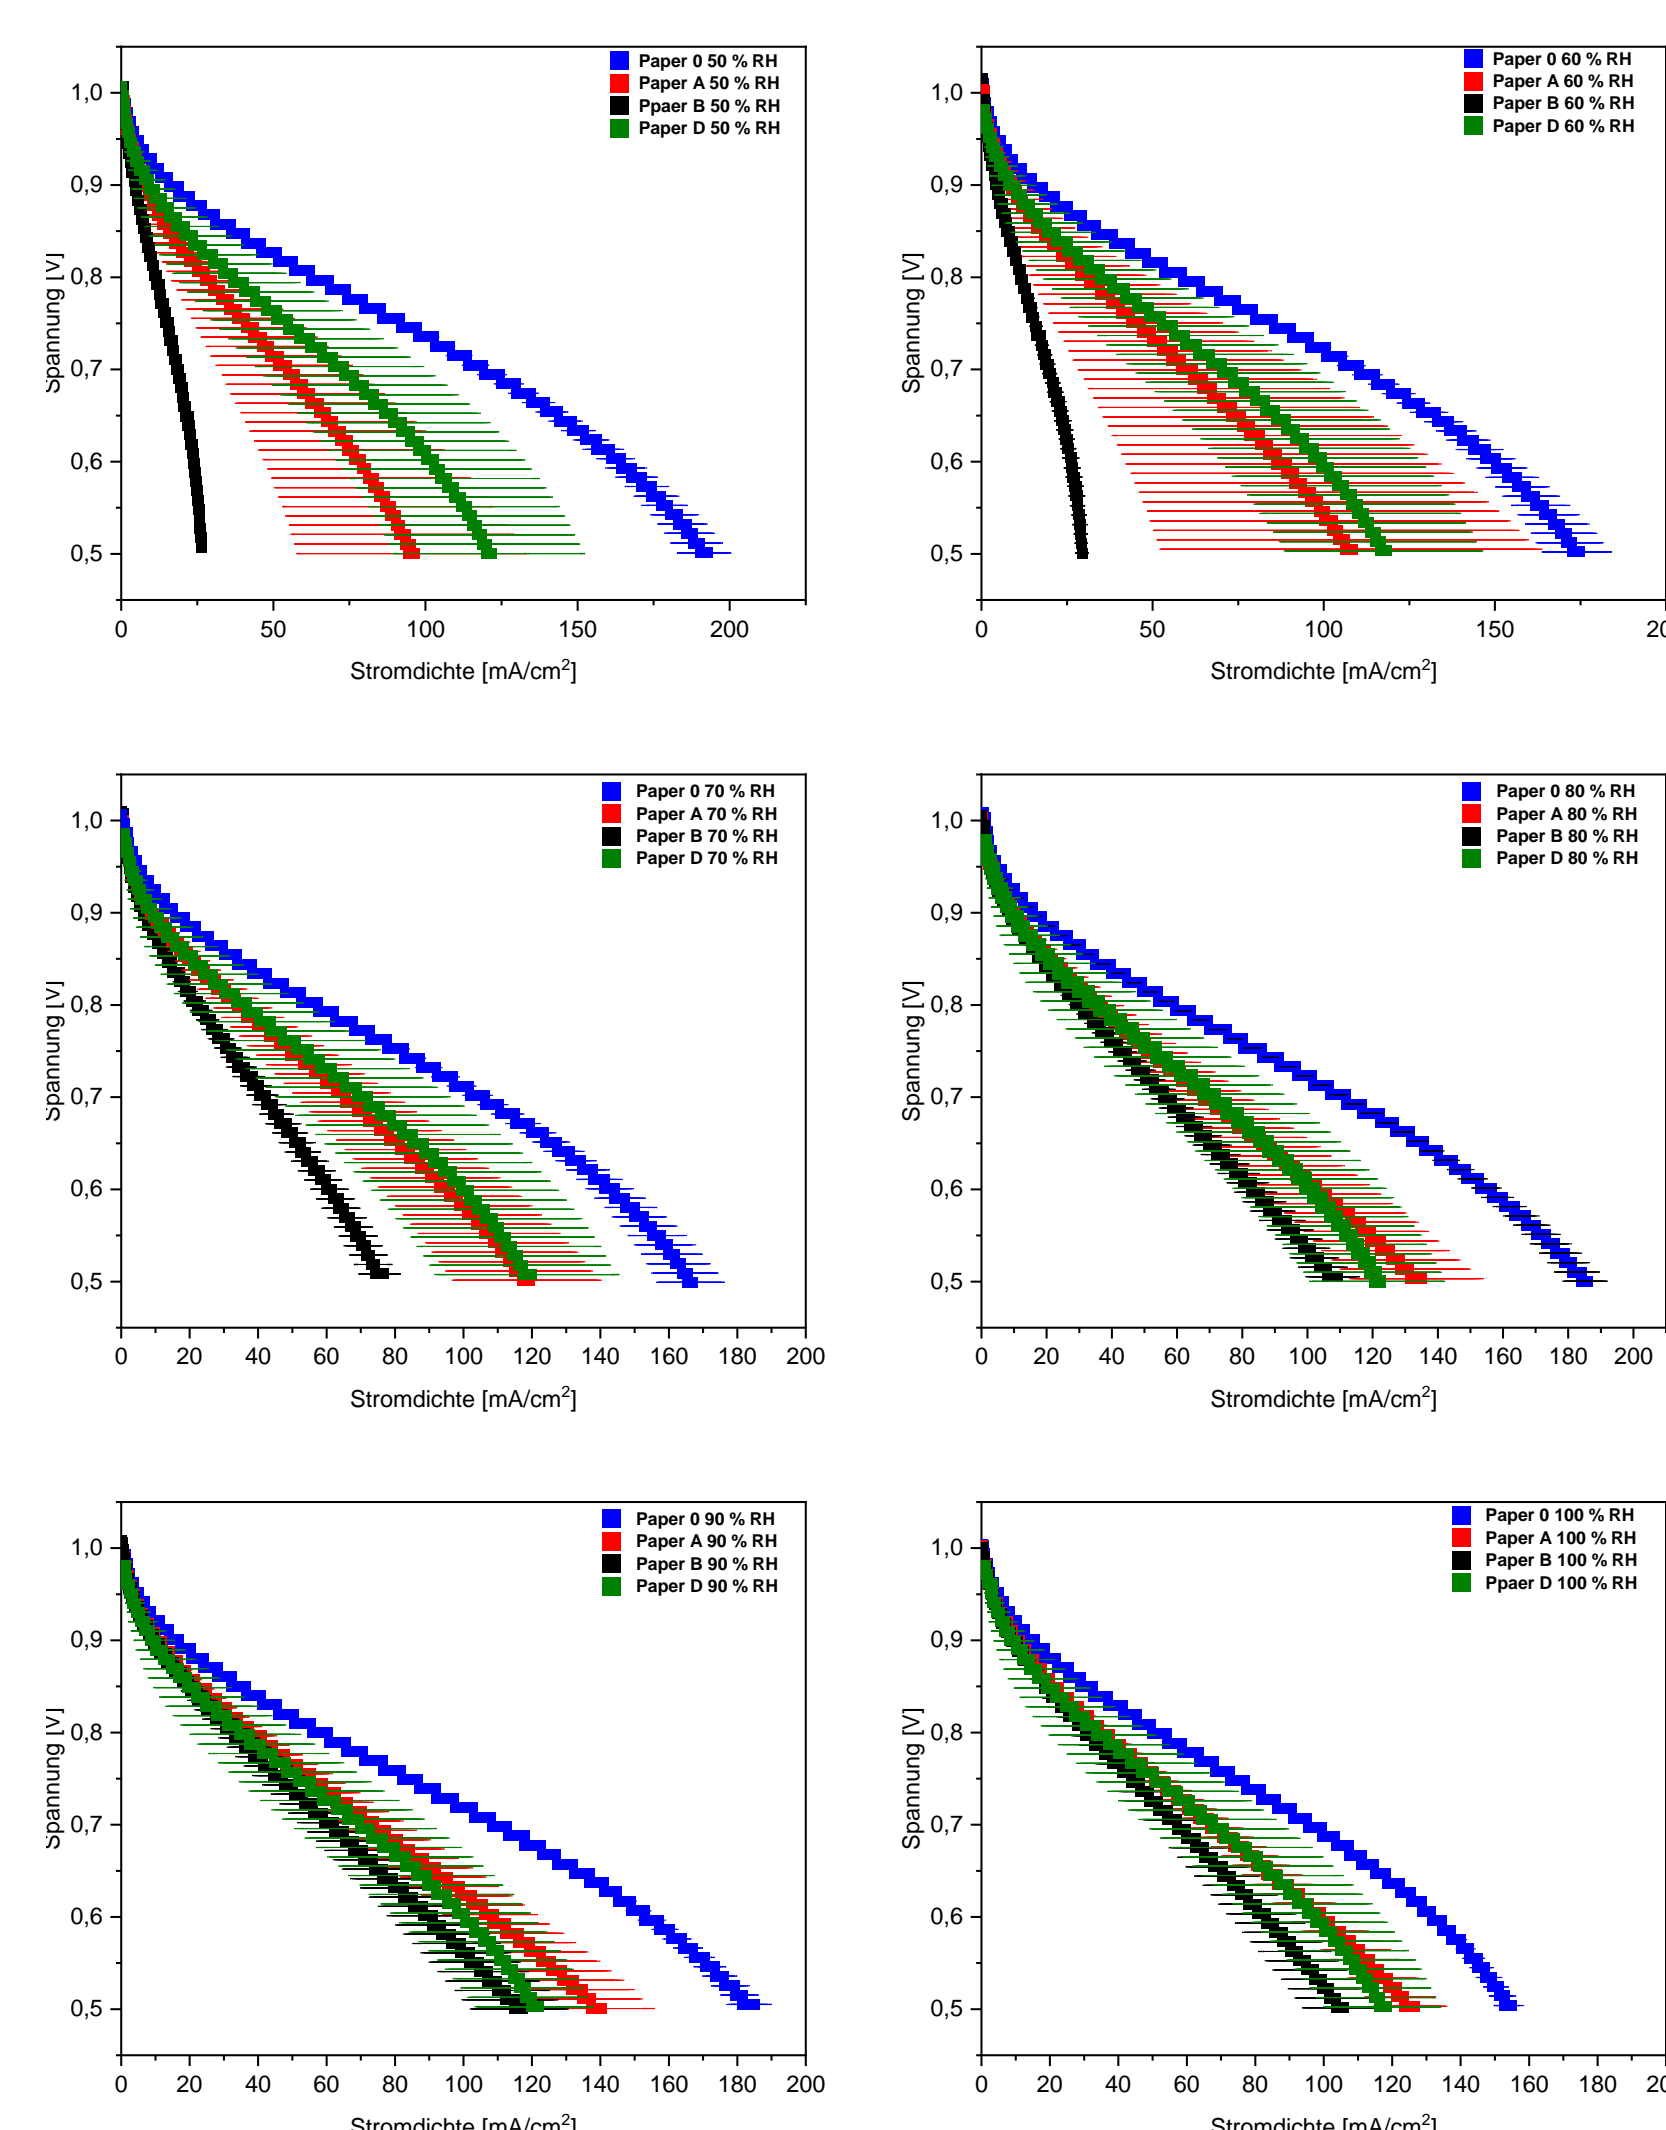 Paper 0 50 % RH
Paper A 50 % RH
Ppaer B 50 % RH
Paper D 50 % RH
1,0
0,9
0,8
0,7
0,6
0,5
Spannung [V]
0 50 100 150 200
Stromdichte [mA/cm²]
Paper 0 60 % RH
Paper A 60 % RH
Paper B 60 % RH
Paper D 60 % RH
1,0
0,9
0,8
0,7
0,6
0,5
Spannung [V]
0 50 100 150
Stromdichte [mA/cm²]
Paper 0 70 % RH
Paper A 70 % RH
Paper B 70 % RH
Paper D 70 % RH
1,0
0,9
0,8
0,7
0,6
0,5
Spannung [V]
0 20 40 60 80 100 120 140 160 180 200
Stromdichte [mA/cm²]
Paper 0 80 % RH
Paper A 80 % RH
Paper B 80 % RH
Paper D 80 % RH
1,0
0,9
0,8
0,7
0,6
0,5
Spannung [V]
0 20 40 60 80 100 120 140 160 180 200
Stromdichte [mA/cm²]
Paper 0 90 % RH
Paper A 90 % RH
Paper B 90 % RH
Paper D 90 % RH
1,0
0,9
0,8
0,7
0,6
0,5
Spannung [V]
0 20 40 60 80 100 120 140 160 180 200
Stromdichte [mA/cm²]
Paper 0 100 % RH
Paper A 100 % RH
Paper B 100 % RH
Ppaer D 100 % RH
1,0
0,9
0,8
0,7
0,6
0,5
Spannung [V]
0 20 40 60 80 100 120 140 160 180
Stromdichte [mA/cm²]